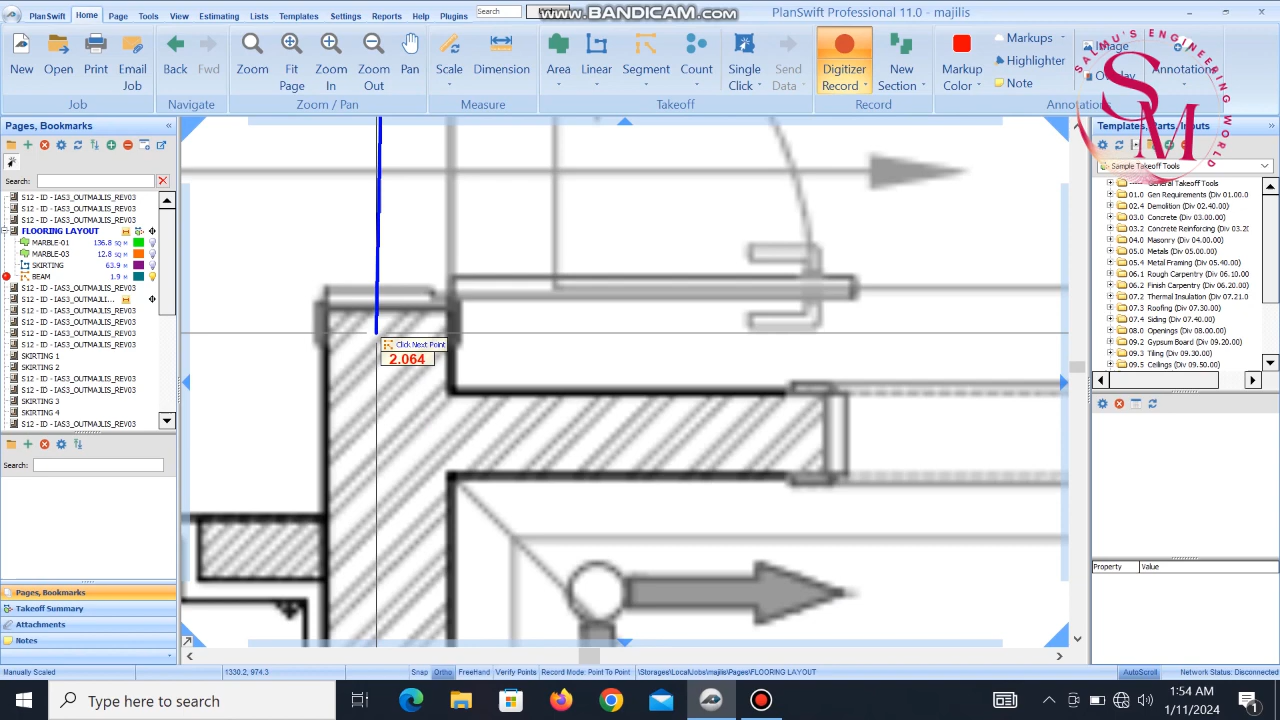 PlanSwift Home Page Tools View Estimating Lists Templates Settings Reports Help Plugins Search
www.BANDICAM.com
PlanSwift Professional 11.0 - majilis
New Open Print Email Job Back Fwd Zoom Fit Page Zoom In Zoom Out Pan Scale Dimension Area Linear Segment Count Single Click Send Data Digitizer Record New Section Markup Color Markups Highlighter Note Image Overlay Annotations
Job Navigate Zoom / Pan Measure Takeoff Record Annotations
SALMU'S ENGINEERING WORLD
SM
Pages, Bookmarks
Search:
S12 - ID - IAS3_OUTMAJLIS_REV03
S12 - ID - IAS3_OUTMAJLIS_REV03
S12 - ID - IAS3_OUTMAJLIS_REV03
FLOORING LAYOUT
MARBLE-01 136.8 SQ M
MARBLE-03 12.8 SQ M
SKIRTING 63.9 M
BEAM 1.9 M
S12 - ID - IAS3_OUTMAJLIS_REV03
S12 - ID - IAS3_OUTMAJLI...
S12 - ID - IAS3_OUTMAJLIS_REV03
S12 - ID - IAS3_OUTMAJLIS_REV03
S12 - ID - IAS3_OUTMAJLIS_REV03
S12 - ID - IAS3_OUTMAJLIS_REV03
SKIRTING 1
SKIRTING 2
S12 - ID - IAS3_OUTMAJLIS_REV03
S12 - ID - IAS3_OUTMAJLIS_REV03
SKIRTING 3
SKIRTING 4
S12 - ID - IAS3_OUTMAJLIS_REV03
Search:
Pages, Bookmarks
Takeoff Summary
Attachments
Notes
Click Next Point
2.064
Templates, Parts, Inputs
Sample Takeoff Tools
General Takeoff Tools
01.0 Gen Requirements (Div 01.00.0
02.4 Demolition (Div 02.40.00)
03.0 Concrete (Div 03.00.00)
03.2 Concrete Reinforcing (Div 03.20
04.0 Masonry (Div 04.00)
05.0 Metals (Div 05.00.00)
05.4 Metal Framing (Div 05.40.00)
06.1 Rough Carpentry (Div 06.10.00)
06.2 Finish Carpentry (Div 06.20.00)
07.2 Thermal Insulation (Div 07.21.0
07.4 Roofing (Div 07.30.00)
07.4 Siding (Div 07.40.00)
08.0 Openings (Div 08.00.00)
09.2 Gypsum Board (Div 09.20.00)
09.3 Tiling (Div 09.30.00)
09.5 Ceilings (Div 09.50.00)
Property Value
Manually Scaled 1330.2, 974.3 Snap Ortho FreeHand Verify Points Record Mode: Point To Point \Storages\Local\Jobs\majilis\Pages\FLOORING LAYOUT AutoScroll Network Status: Disconnected
Type here to search
1:54 AM
1/11/2024